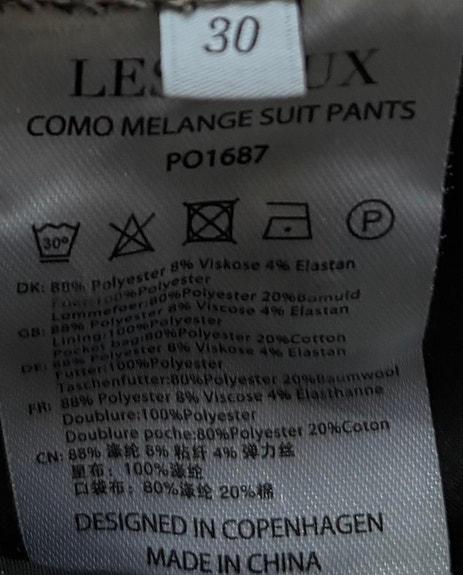 30
LES UX
COMO MELANGE SUIT PANTS
PO1687
30°
P
DK: 88% Polyester 8% Viskose 4% Elastan
Foer:100%Polyester
Lommefoer:80%Polyester 20%Bomuld
GB: 88% Polyester 8% Viscose 4% Elastan
Lining:100%Polyester
Pocket bag:80%Polyester 20%Cotton
DE: 88% Polyester 8% Viskose 4% Elastan
Futter:100%Polyester
Taschenfutter:80%Polyester 20%Baumwool
FR: 88% Polyester 8% Viscose 4% Elasthanne
Doublure:100%Polyester
Doublure poche:80%Polyester 20%Coton
CN: 88% 涤纶 8% 粘纤 4% 弹力丝
里布: 100%涤纶
口袋布: 80%涤纶 20%棉
DESIGNED IN COPENHAGEN
MADE IN CHINA